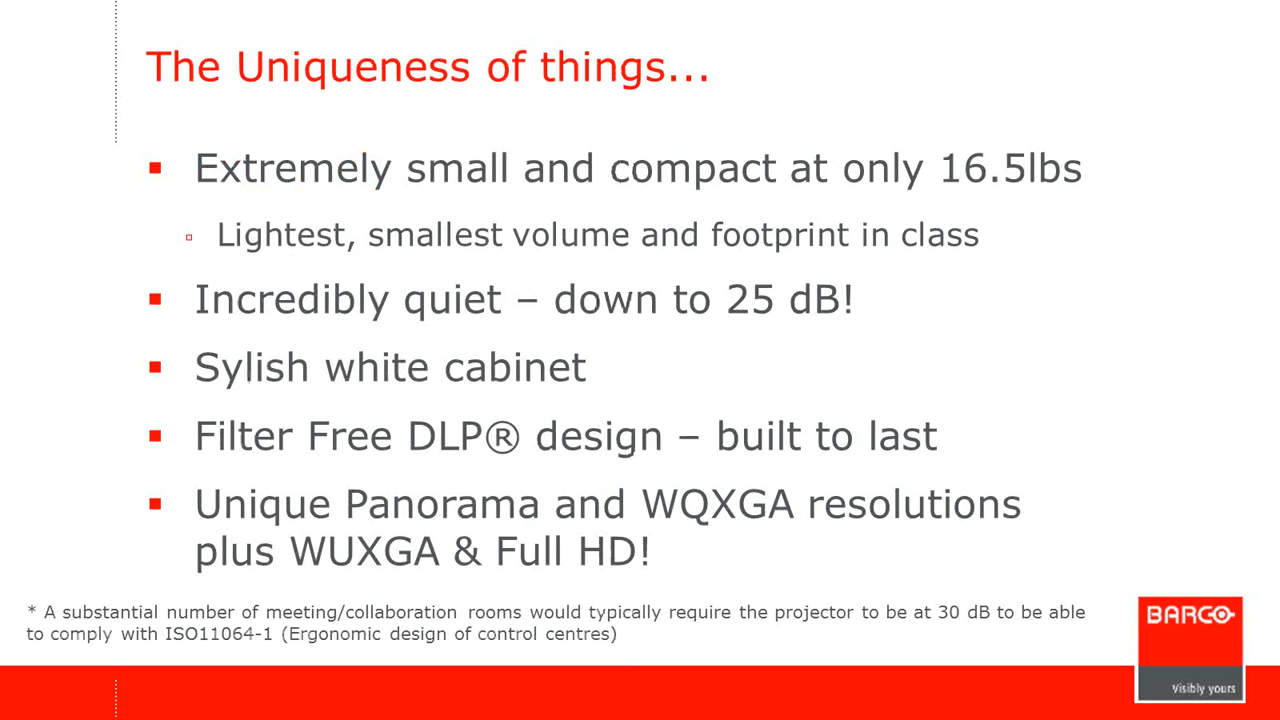 The Uniqueness of things...
▪ Extremely small and compact at only 16.5lbs
▫ Lightest, smallest volume and footprint in class
▪ Incredibly quiet – down to 25 dB!
▪ Sylish white cabinet
▪ Filter Free DLP® design – built to last
▪ Unique Panorama and WQXGA resolutions
plus WUXGA & Full HD!
* A substantial number of meeting/collaboration rooms would typically require the projector to be at 30 dB to be able
to comply with ISO11064-1 (Ergonomic design of control centres)
BARCO
Visibly yours